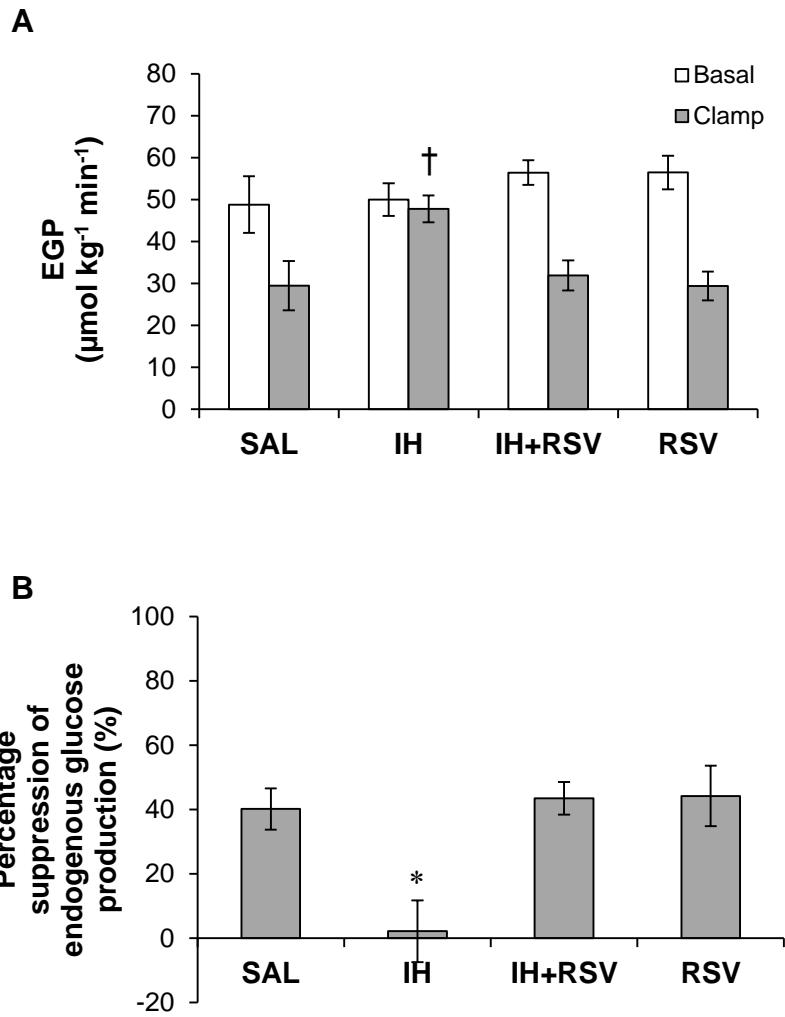 A
80
70
60
50
40
30
20
10
0
EGP
(µmol kg-1 min-1)
Basal
Clamp
†
SAL
IH
IH+RSV
RSV
B
100
80
60
40
20
0
-20
Percentage
suppression of
endogenous glucose
production (%)
*
SAL
IH
IH+RSV
RSV